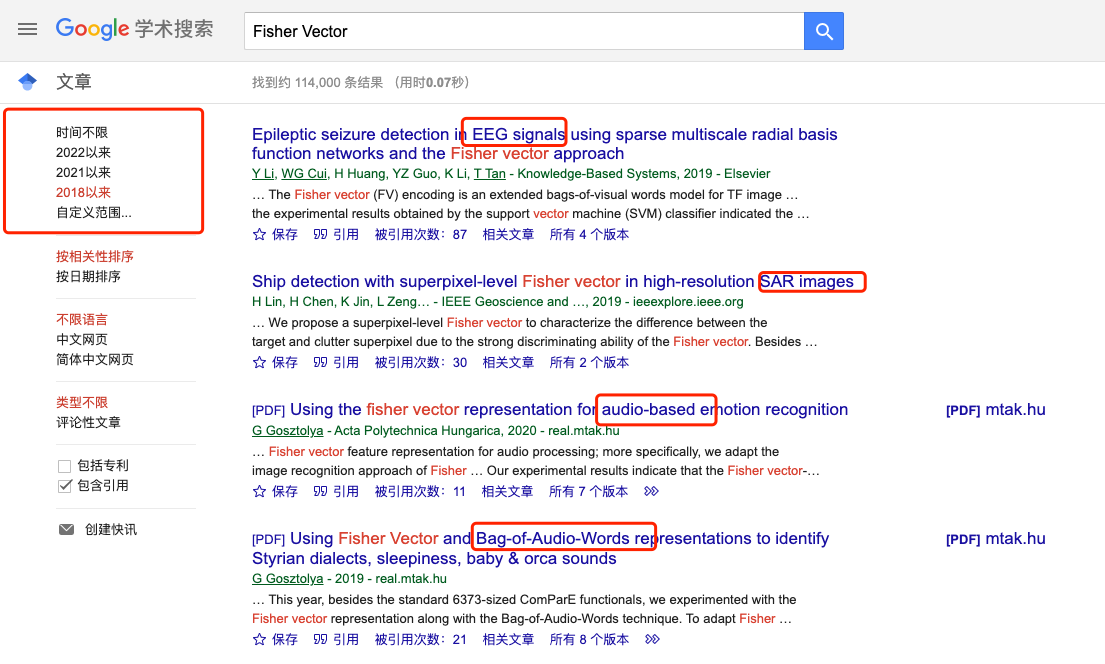 Google 学术搜索
Fisher Vector
文章
找到约 114,000 条结果 （用时0.07秒）
时间不限
2022以来
2021以来
2018以来
自定义范围...
按相关性排序
按日期排序
不限语言
中文网页
简体中文网页
类型不限
评论性文章
包括专利
包含引用
创建快讯
Epileptic seizure detection in EEG signals using sparse multiscale radial basis
function networks and the Fisher vector approach
Y Li, WG Cui, H Huang, YZ Guo, K Li, T Tan - Knowledge-Based Systems, 2019 - Elsevier
… The Fisher vector (FV) encoding is an extended bags-of-visual words model for TF image …
the experimental results obtained by the support vector machine (SVM) classifier indicated the …
保存 引用 被引用次数：87 相关文章 所有 4 个版本
Ship detection with superpixel-level Fisher vector in high-resolution SAR images
H Lin, H Chen, K Jin, L Zeng… - IEEE Geoscience and …, 2019 - ieeexplore.ieee.org
… We propose a superpixel-level Fisher vector to characterize the difference between the
target and clutter superpixel due to the strong discriminating ability of the Fisher vector. Besides …
保存 引用 被引用次数：30 相关文章 所有 2 个版本
[PDF] Using the fisher vector representation for audio-based emotion recognition
[PDF] mtak.hu
G Gosztolya - Acta Polytechnica Hungarica, 2020 - real.mtak.hu
… Fisher vector feature representation for audio processing; more specifically, we adapt the
image recognition approach of Fisher … Our experimental results indicate that the Fisher vector-…
保存 引用 被引用次数：11 相关文章 所有 7 个版本
[PDF] Using Fisher Vector and Bag-of-Audio-Words representations to identify
Styrian dialects, sleepiness, baby & orca sounds
[PDF] mtak.hu
G Gosztolya - 2019 - real.mtak.hu
… This year, besides the standard 6373-sized ComParE functionals, we experimented with the
Fisher vector representation along with the Bag-of-Audio-Words technique. To adapt Fisher …
保存 引用 被引用次数：21 相关文章 所有 8 个版本